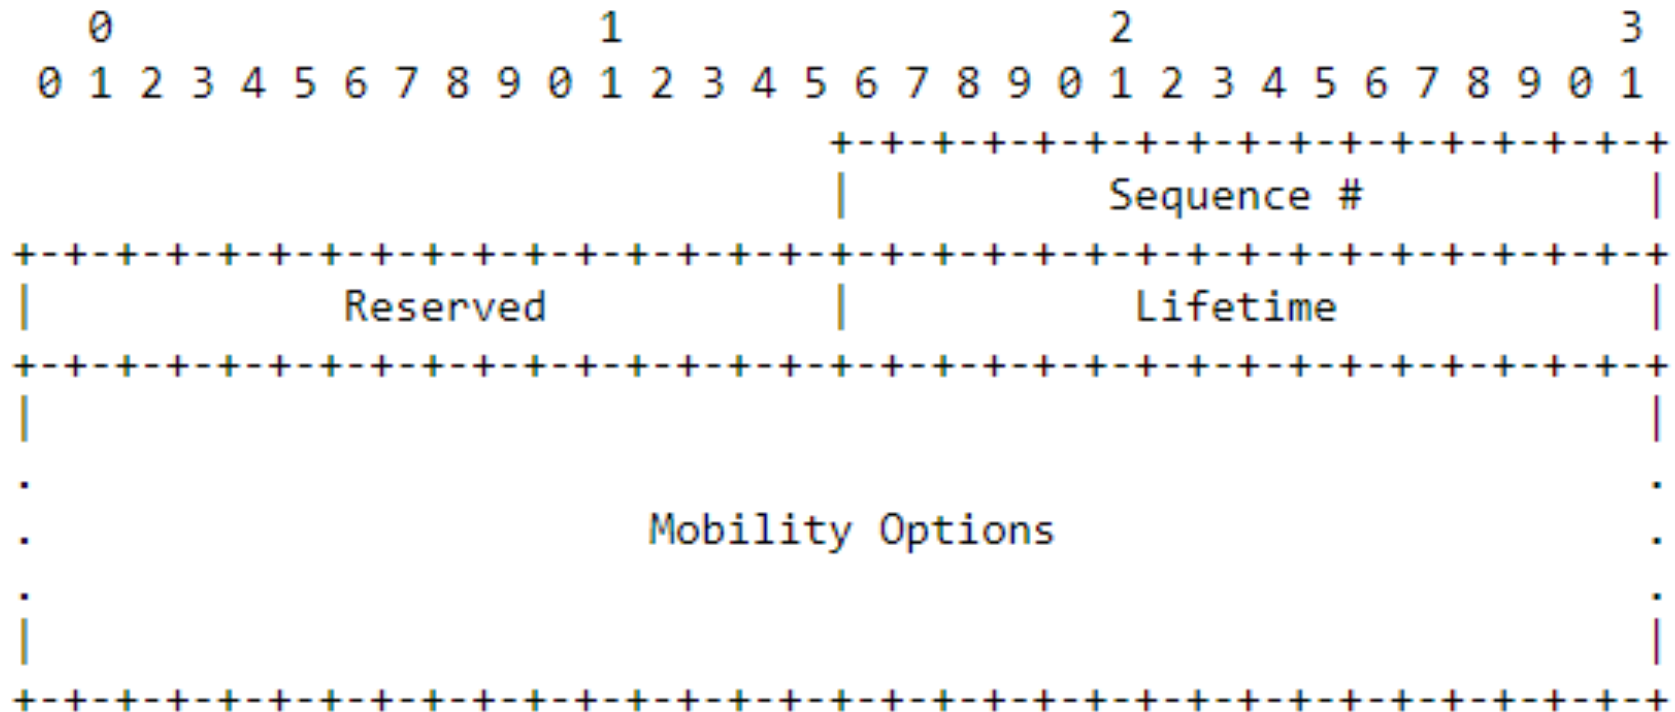 0 1 2 3
0 1 2 3 4 5 6 7 8 9 0 1 2 3 4 5 6 7 8 9 0 1 2 3 4 5 6 7 8 9 0 1
+-+-+-+-+-+-+-+-+-+-+-+-+-+-+-+-+
| Sequence # |
+-+-+-+-+-+-+-+-+-+-+-+-+-+-+-+-+-+-+-+-+-+-+-+-+-+-+-+-+-+-+-+-+
| Reserved | Lifetime |
+-+-+-+-+-+-+-+-+-+-+-+-+-+-+-+-+-+-+-+-+-+-+-+-+-+-+-+-+-+-+-+-+
| |
. .
. Mobility Options .
. .
| |
+-+-+-+-+-+-+-+-+-+-+-+-+-+-+-+-+-+-+-+-+-+-+-+-+-+-+-+-+-+-+-+-+